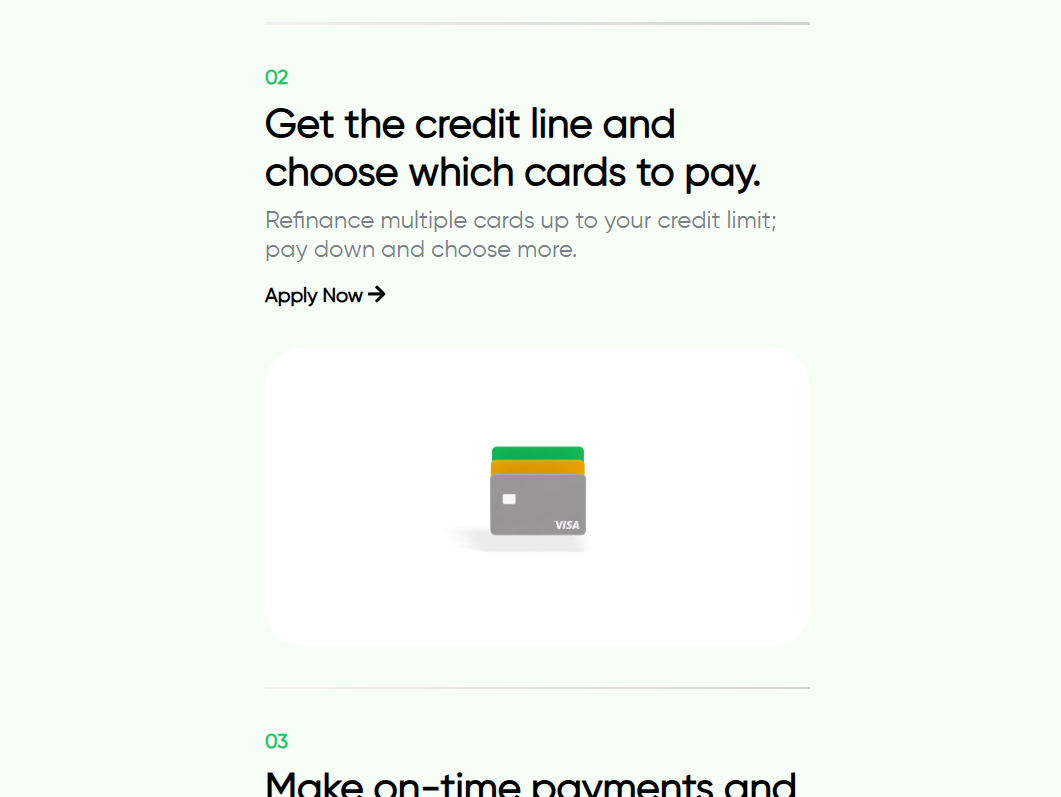 02
Get the credit line and
choose which cards to pay.
Refinance multiple cards up to your credit limit;
pay down and choose more.
Apply Now
VISA
03
Make on-time payments and